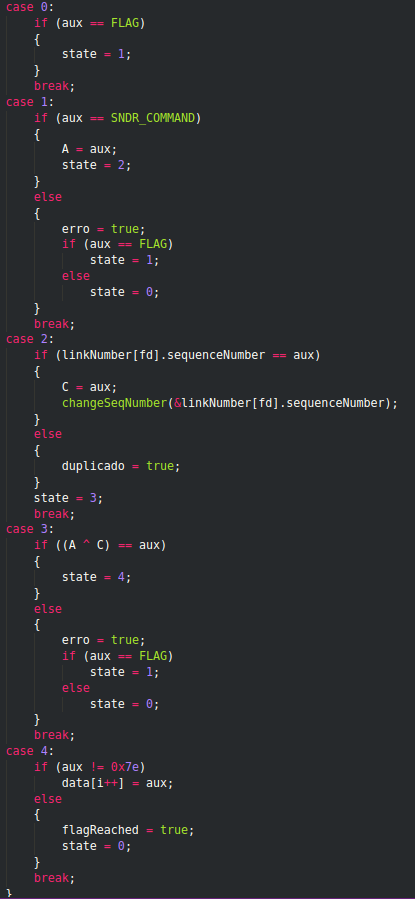 case 0:
    if (aux == FLAG)
    {
        state = 1;
    }
    break;
case 1:
    if (aux == SNDR_COMMAND)
    {
        A = aux;
        state = 2;
    }
    else
    {
        erro = true;
        if (aux == FLAG)
            state = 1;
        else
            state = 0;
    }
    break;
case 2:
    if (linkNumber[fd].sequenceNumber == aux)
    {
        C = aux;
        changeSeqNumber(&linkNumber[fd].sequenceNumber);
    }
    else
    {
        duplicado = true;
    }
    state = 3;
    break;
case 3:
    if ((A ^ C) == aux)
    {
        state = 4;
    }
    else
    {
        erro = true;
        if (aux == FLAG)
            state = 1;
        else
            state = 0;
    }
    break;
case 4:
    if (aux != 0x7e)
        data[i++] = aux;
    else
    {
        flagReached = true;
        state = 0;
    }
    break;
}